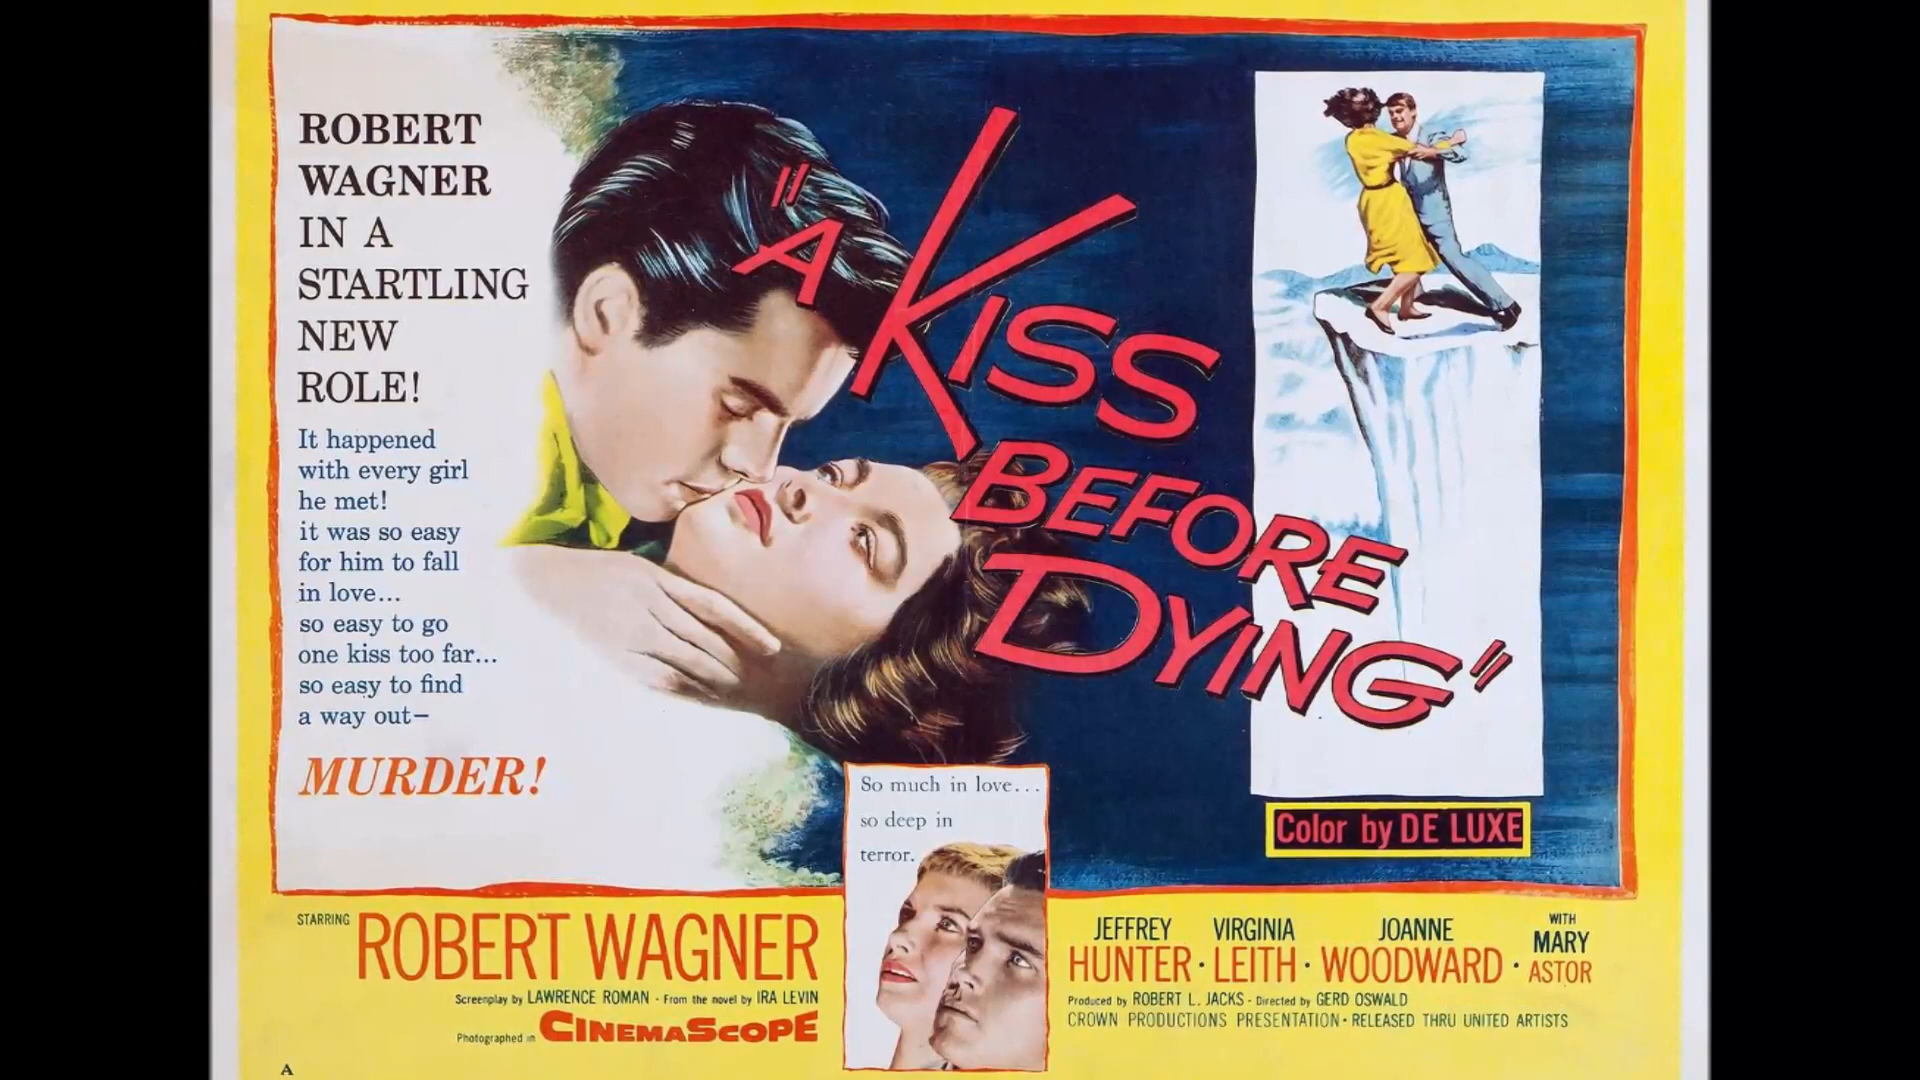 ROBERT
WAGNER
IN A
STARTLING
NEW
ROLE!
It happened
with every girl
he met!
it was so easy
for him to fall
in love...
so easy to go
one kiss too far...
so easy to find
a way out—
MURDER!
"A KISS
BEFORE
DYING"
Color by DE LUXE
So much in love...
so deep in
terror.
STARRING ROBERT WAGNER
Screenplay by LAWRENCE ROMAN - From the novel by IRA LEVIN
Photographed in CINEMASCOPE
JEFFREY HUNTER · VIRGINIA LEITH · JOANNE WOODWARD · WITH MARY ASTOR
Produced by ROBERT L. JACKS - Directed by GERD OSWALD
CROWN PRODUCTIONS PRESENTATION · RELEASED THRU UNITED ARTISTS
A